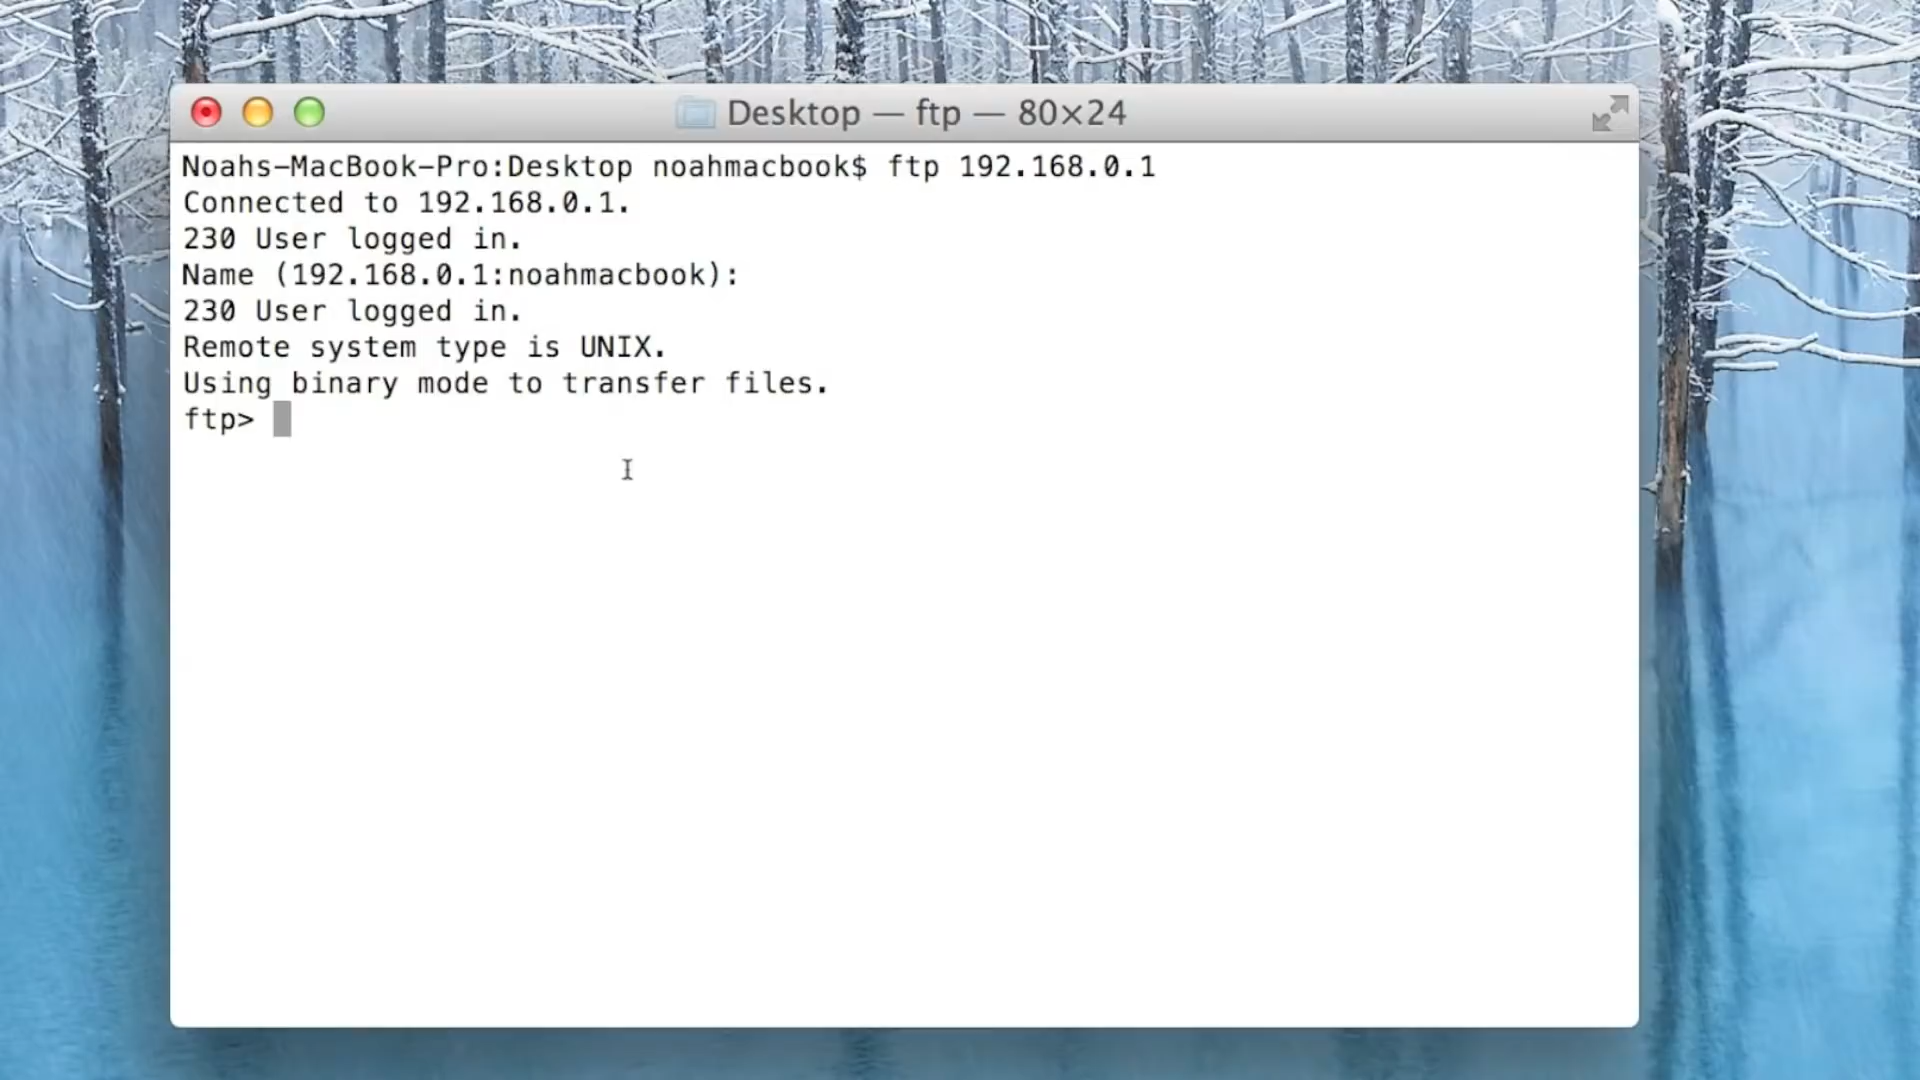 Desktop — ftp — 80×24
Noahs-MacBook-Pro:Desktop noahmacbook$ ftp 192.168.0.1
Connected to 192.168.0.1.
230 User logged in.
Name (192.168.0.1:noahmacbook):
230 User logged in.
Remote system type is UNIX.
Using binary mode to transfer files.
ftp>